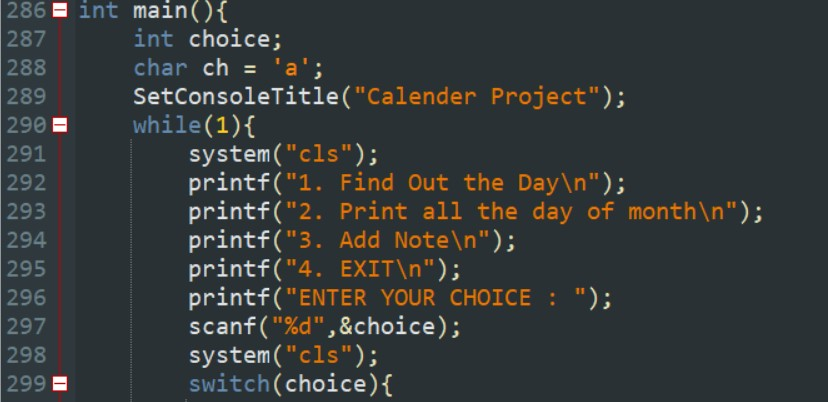 286 int main(){
287 int choice;
288 char ch = 'a';
289 SetConsoleTitle("Calender Project");
290 while(1){
291 system("cls");
292 printf("1. Find Out the Day\n");
293 printf("2. Print all the day of month\n");
294 printf("3. Add Note\n");
295 printf("4. EXIT\n");
296 printf("ENTER YOUR CHOICE : ");
297 scanf("%d",&choice);
298 system("cls");
299 switch(choice){